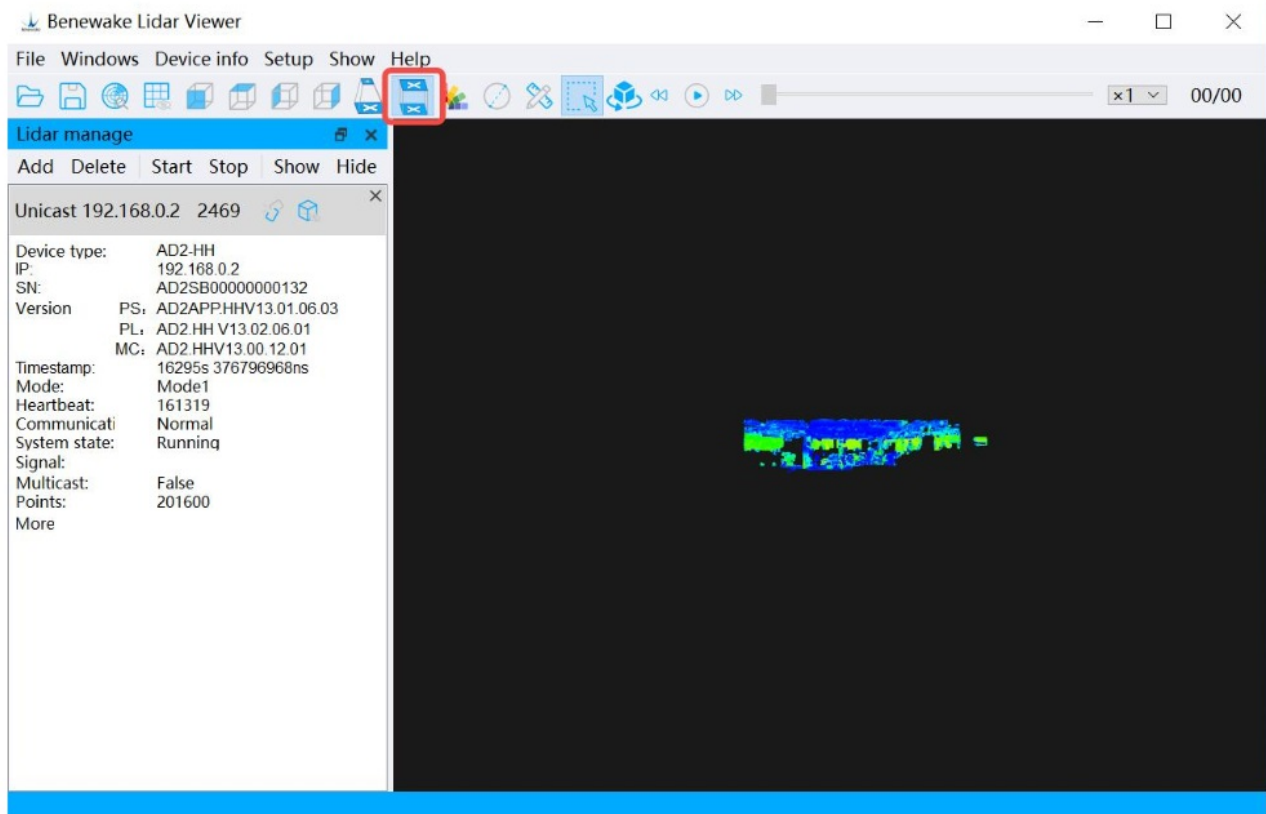 Benewake Lidar Viewer
File Windows Device info Setup Show Help
x1 00/00
Lidar manage
Add Delete Start Stop Show Hide
Unicast 192.168.0.2 2469
Device type: AD2-HH
IP: 192.168.0.2
SN: AD2SB00000000132
Version PS: AD2APP.HHV13.01.06.03
PL: AD2.HH V13.02.06.01
MC: AD2.HHV13.00.12.01
Timestamp: 16295s 376796968ns
Mode: Mode1
Heartbeat: 161319
Communicati Normal
System state: Running
Signal:
Multicast: False
Points: 201600
More